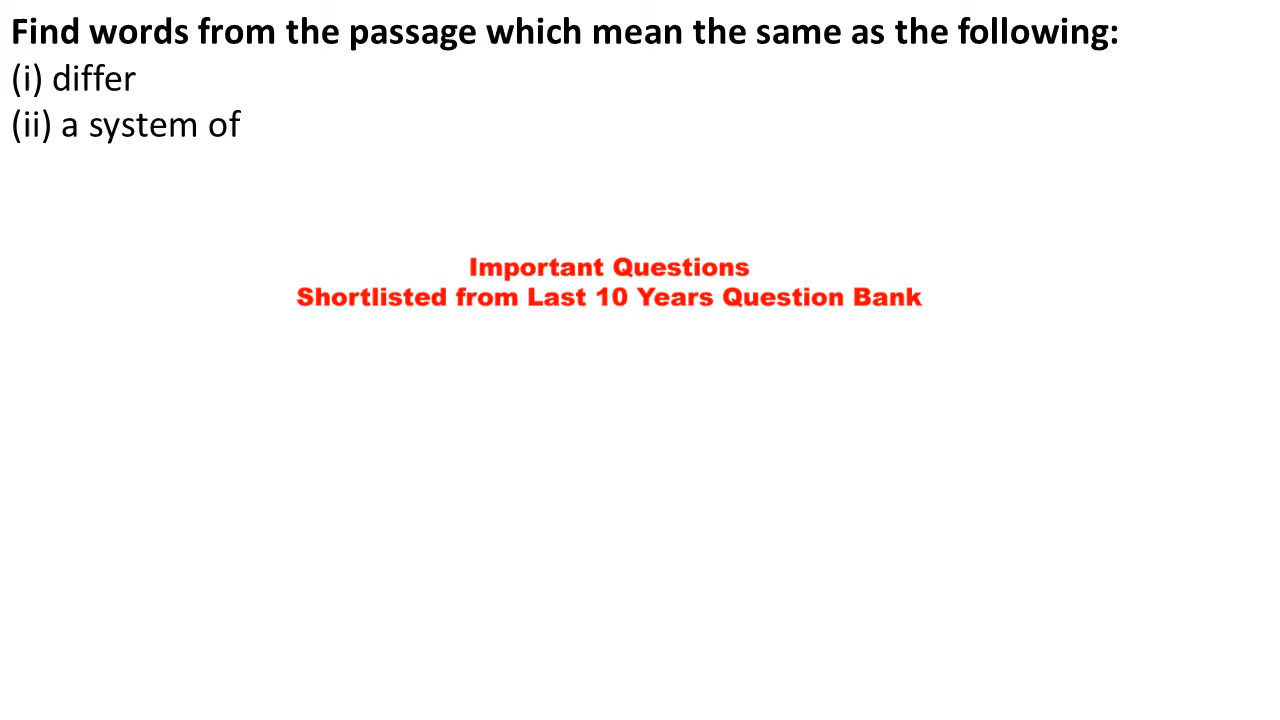 Find words from the passage which mean the same as the following:
(i) differ
(ii) a system of
Important Questions
Shortlisted from Last 10 Years Question Bank